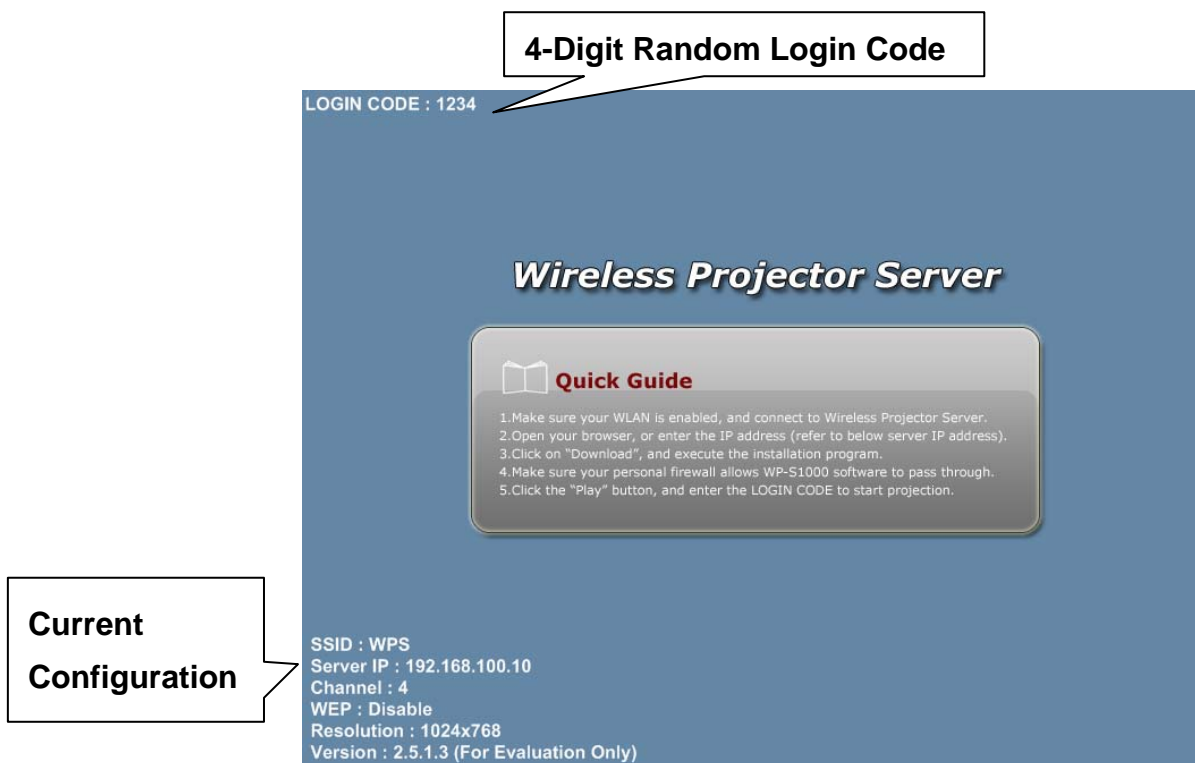 4-Digit Random Login Code
LOGIN CODE : 1234
Wireless Projector Server
Quick Guide
1.Make sure your WLAN is enabled, and connect to Wireless Projector Server.
2.Open your browser, or enter the IP address (refer to below server IP address).
3.Click on "Download", and execute the installation program.
4.Make sure your personal firewall allows WP-S1000 software to pass through.
5.Click the "Play" button, and enter the LOGIN CODE to start projection.
Current
Configuration
SSID : WPS
Server IP : 192.168.100.10
Channel : 4
WEP : Disable
Resolution : 1024x768
Version : 2.5.1.3 (For Evaluation Only)